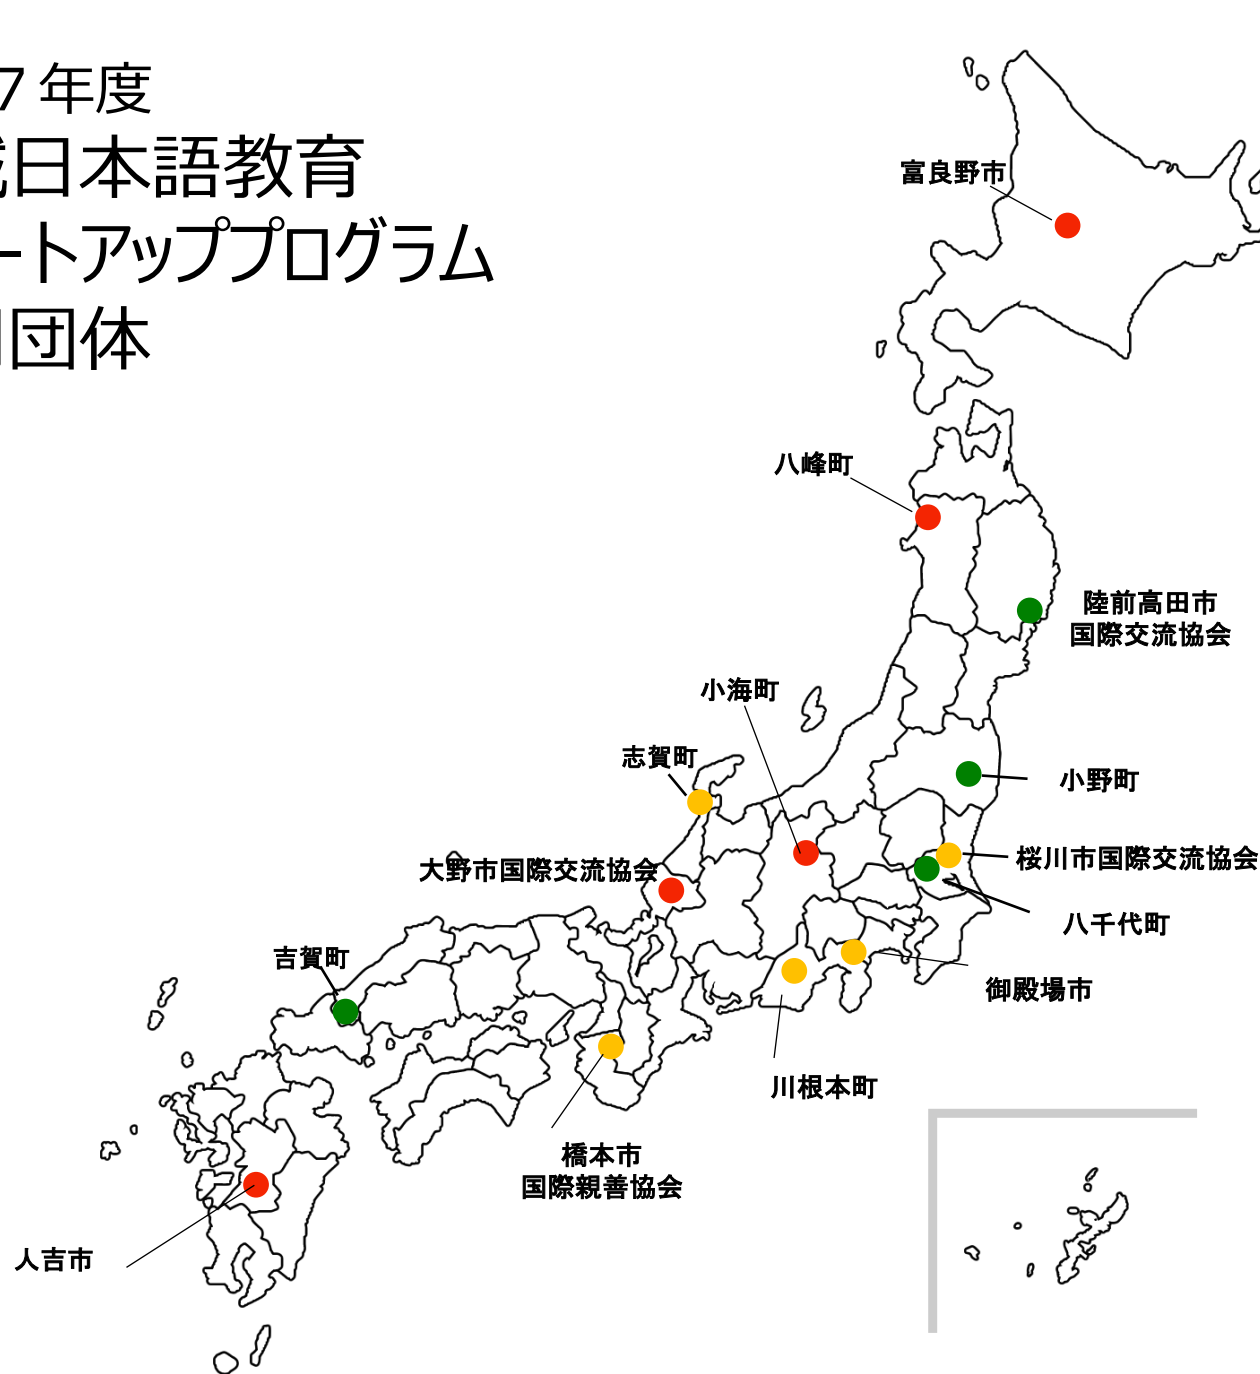 7年度
域日本語教育
ートアッププログラム
団体
富良野市
八峰町
陸前高田市
国際交流協会
小海町
志賀町
小野町
大野市国際交流協会
桜川市国際交流協会
八千代町
吉賀町
御殿場市
川根本町
橋本市
国際親善協会
人吉市